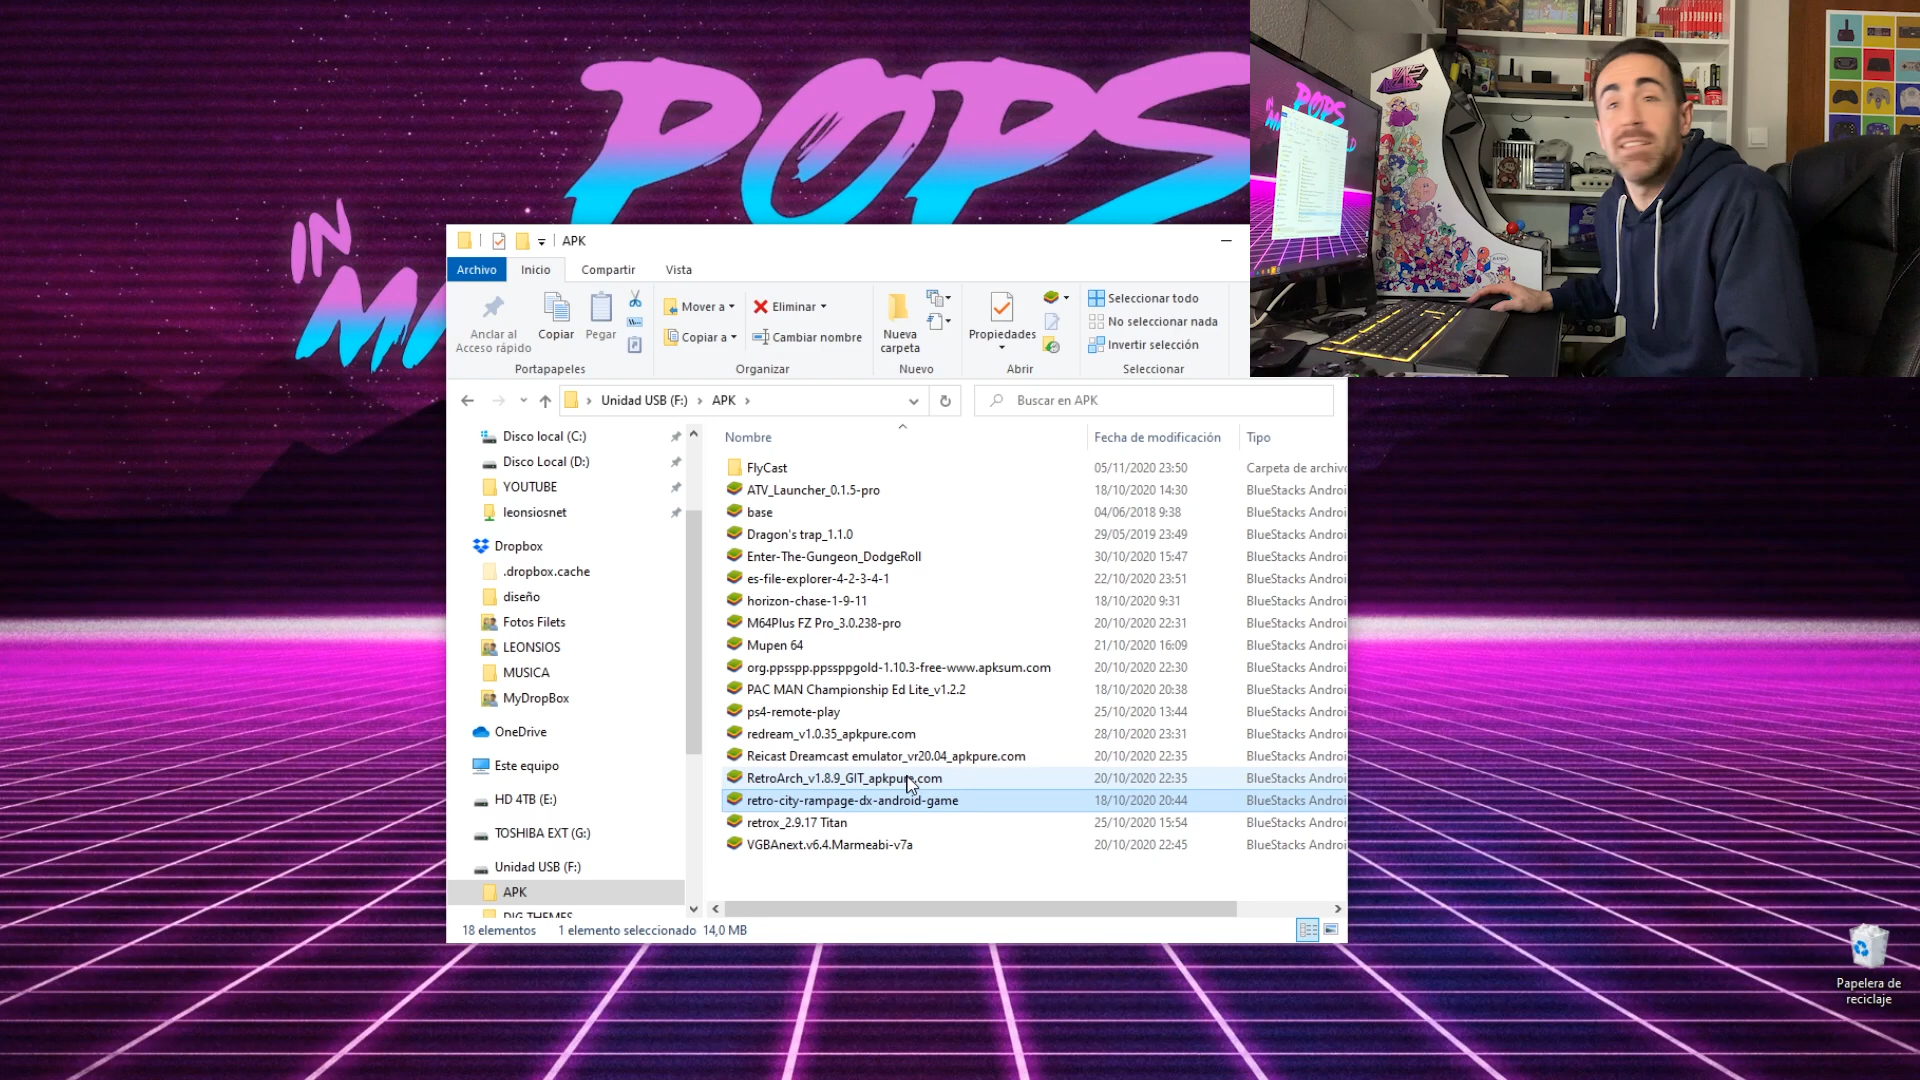 POPS
IN
APK
Archivo Inicio Compartir Vista
Anclar al Acceso rápido
Copiar
Pegar
Mover a
Copiar a
Eliminar
Cambiar nombre
Nueva carpeta
Propiedades
Seleccionar todo
No seleccionar nada
Invertir selección
Portapapeles Organizar Nuevo Abrir Seleccionar
Unidad USB (F:) APK
Buscar en APK
Disco local (C:)
Disco Local (D:)
YOUTUBE
leonsiosnet
Dropbox
.dropbox.cache
diseño
Fotos Filets
LEONSIOS
MUSICA
MyDropBox
OneDrive
Este equipo
HD 4TB (E:)
TOSHIBA EXT (G:)
Unidad USB (F:)
APK
DIG THEMES
Nombre Fecha de modificación Tipo
FlyCast 05/11/2020 23:50 Carpeta de archivo
ATV_Launcher_0.1.5-pro 18/10/2020 14:30 BlueStacks Androi
base 04/06/2018 9:38 BlueStacks Androi
Dragon's trap_1.1.0 29/05/2019 23:49 BlueStacks Androi
Enter-The-Gungeon_DodgeRoll 30/10/2020 15:47 BlueStacks Androi
es-file-explorer-4-2-3-4-1 22/10/2020 23:51 BlueStacks Androi
horizon-chase-1-9-11 18/10/2020 9:31 BlueStacks Androi
M64Plus FZ Pro_3.0.238-pro 20/10/2020 22:31 BlueStacks Androi
Mupen 64 21/10/2020 16:09 BlueStacks Androi
org.ppsspp.ppssppgold-1.10.3-free-www.apksum.com 20/10/2020 22:30 BlueStacks Androi
PAC MAN Championship Ed Lite_v1.2.2 18/10/2020 20:38 BlueStacks Androi
ps4-remote-play 25/10/2020 13:44 BlueStacks Androi
redream_v1.0.35_apkpure.com 28/10/2020 23:31 BlueStacks Androi
Reicast Dreamcast emulator_vr20.04_apkpure.com 20/10/2020 22:35 BlueStacks Androi
RetroArch_v1.8.9_GIT_apkpure.com 20/10/2020 22:35 BlueStacks Androi
retro-city-rampage-dx-android-game 18/10/2020 20:44 BlueStacks Androi
retrox_2.9.17 Titan 25/10/2020 15:54 BlueStacks Androi
VGBAnext.v6.4.Marmeabi-v7a 20/10/2020 22:45 BlueStacks Androi
18 elementos 1 elemento seleccionado 14,0 MB
Papelera de
reciclaje